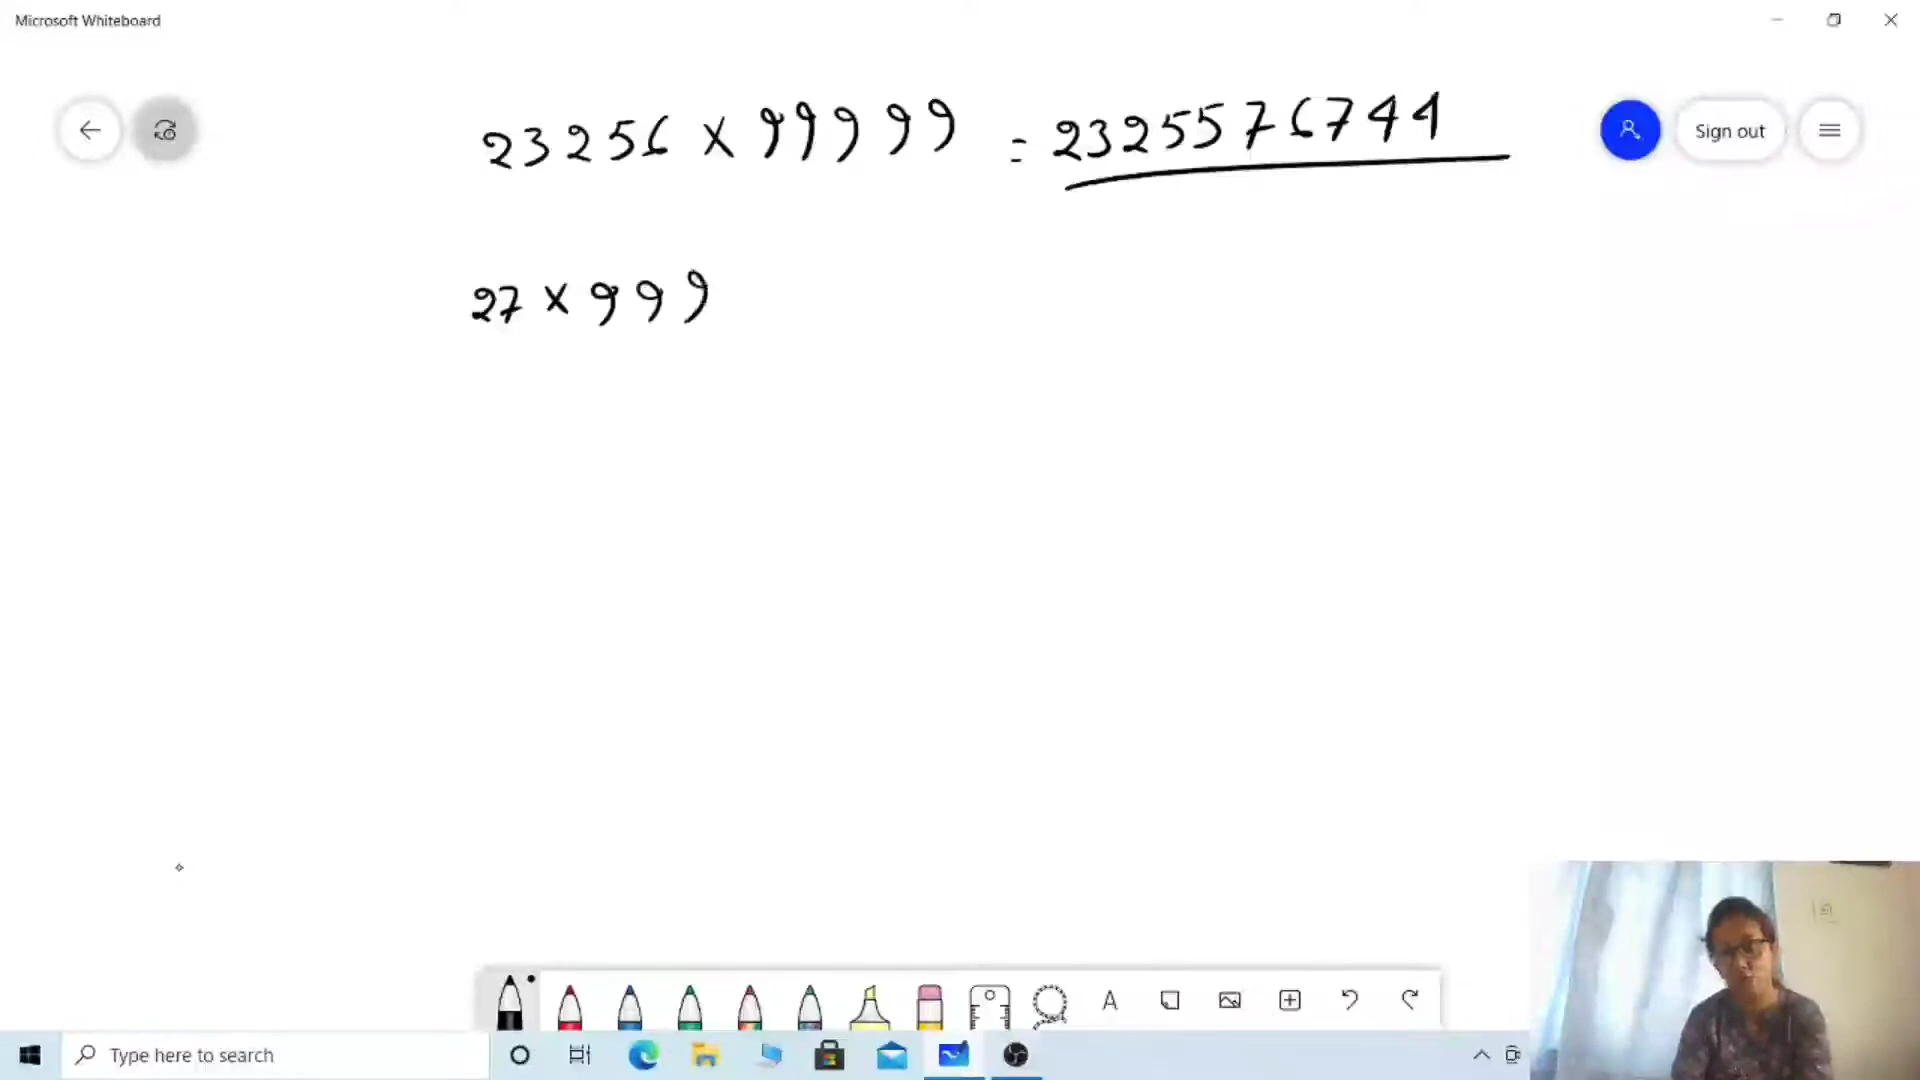 Microsoft Whiteboard
23256 × 99999 = 2325576744
Sign out
27 × 999
A
Type here to search